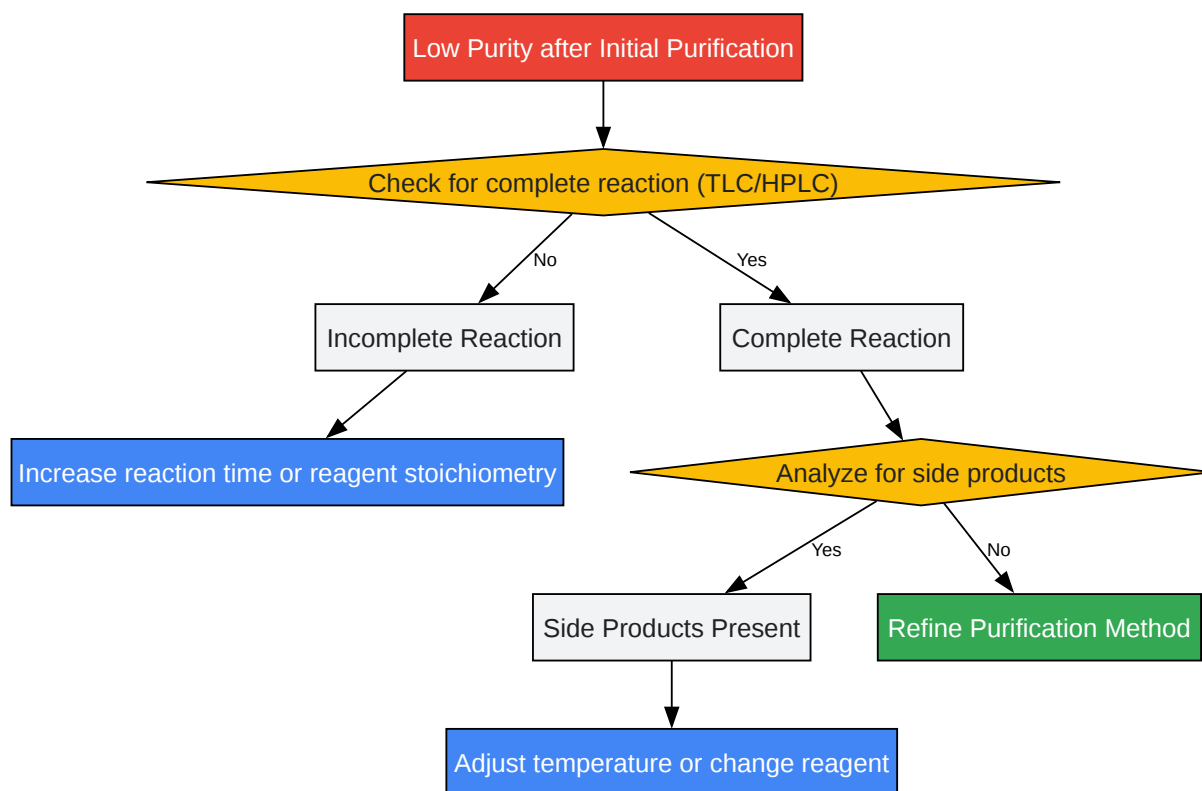 Low Purity after Initial Purification
Check for complete reaction (TLC/HPLC)
No
Yes
Incomplete Reaction
Complete Reaction
Increase reaction time or reagent stoichiometry
Analyze for side products
Yes
No
Side Products Present
Refine Purification Method
Adjust temperature or change reagent